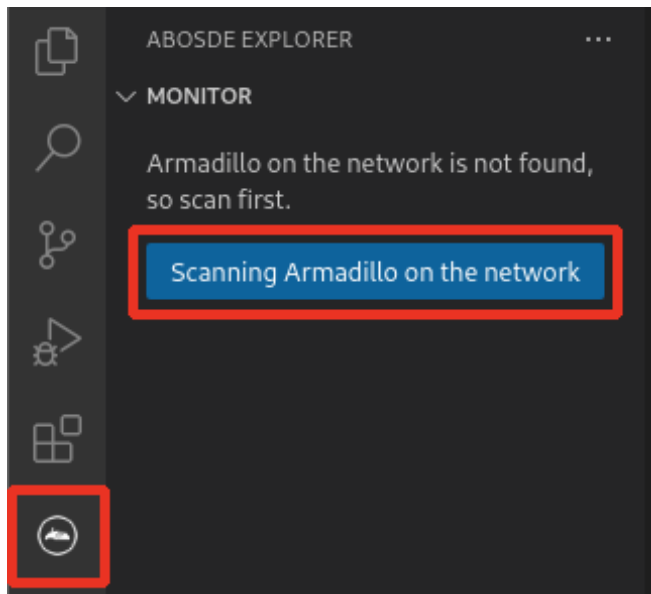 ABOSDE EXPLORER ...
MONITOR
Armadillo on the network is not found,
so scan first.
Scanning Armadillo on the network